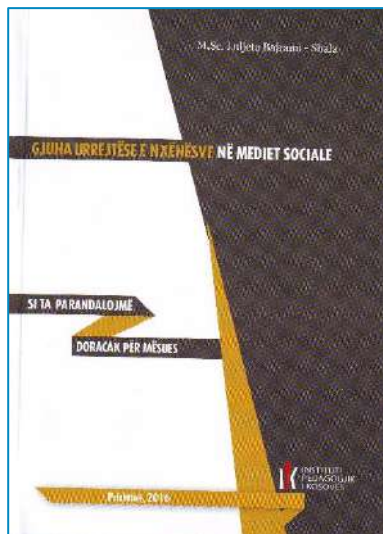 M.Sc. Luljeta Bajrami - Shala
GJUHA URREJTËSE E NXËNËSVE NË MEDIET SOCIALE
SI TA PARANDALOJMË
DORACAK PËR MËSUES
INSTITUTI
PEDAGOGJIK
I KOSOVËS
Prishtinë, 2016